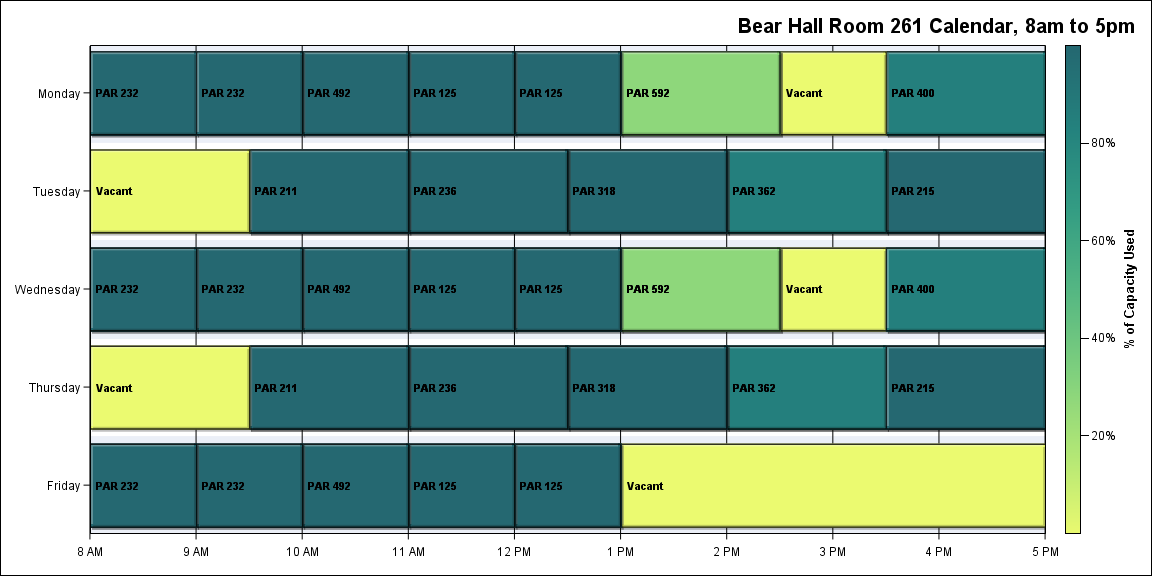 Bear Hall Room 261 Calendar, 8am to 5pm
Monday
PAR 232
PAR 232
PAR 492
PAR 125
PAR 125
PAR 592
Vacant
PAR 400
Tuesday
Vacant
PAR 211
PAR 236
PAR 318
PAR 362
PAR 215
Wednesday
PAR 232
PAR 232
PAR 492
PAR 125
PAR 125
PAR 592
Vacant
PAR 400
Thursday
Vacant
PAR 211
PAR 236
PAR 318
PAR 362
PAR 215
Friday
PAR 232
PAR 232
PAR 492
PAR 125
PAR 125
Vacant
8 AM
9 AM
10 AM
11 AM
12 PM
1 PM
2 PM
3 PM
4 PM
5 PM
80%
60%
40%
20%
% of Capacity Used